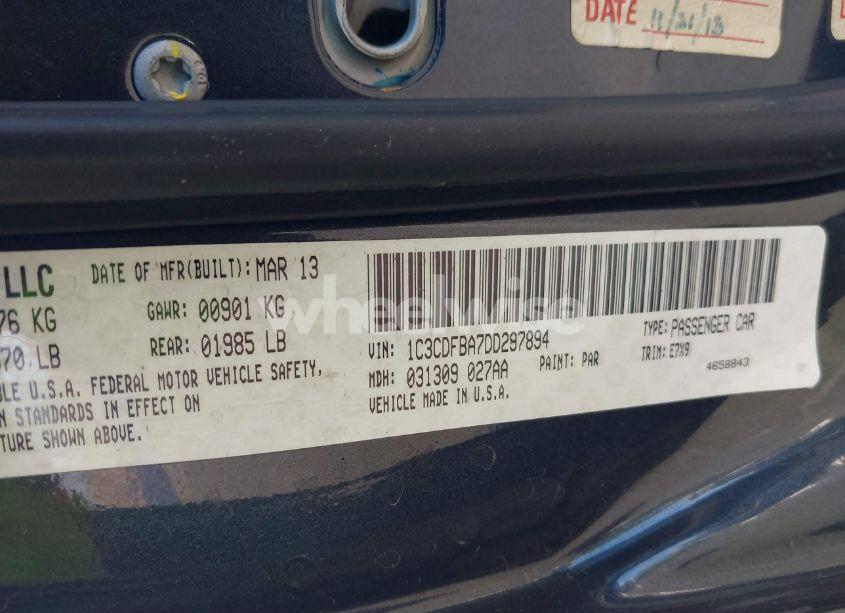 DATE 11/20/13
LLC DATE OF MFR(BUILT): MAR 13
76 KG GAWR: 00901 KG
70 LB REAR: 01985 LB
BLE U.S.A. FEDERAL MOTOR VEHICLE SAFETY,
N STANDARDS IN EFFECT ON
TURE SHOWN ABOVE.
VIN: 1C3CDFBA7DD297894 TYPE: PASSENGER CAR
MDH: 031309 027AA PAINT: PAR TRIM: E7X9
VEHICLE MADE IN U.S.A. 4658843
wheelwise